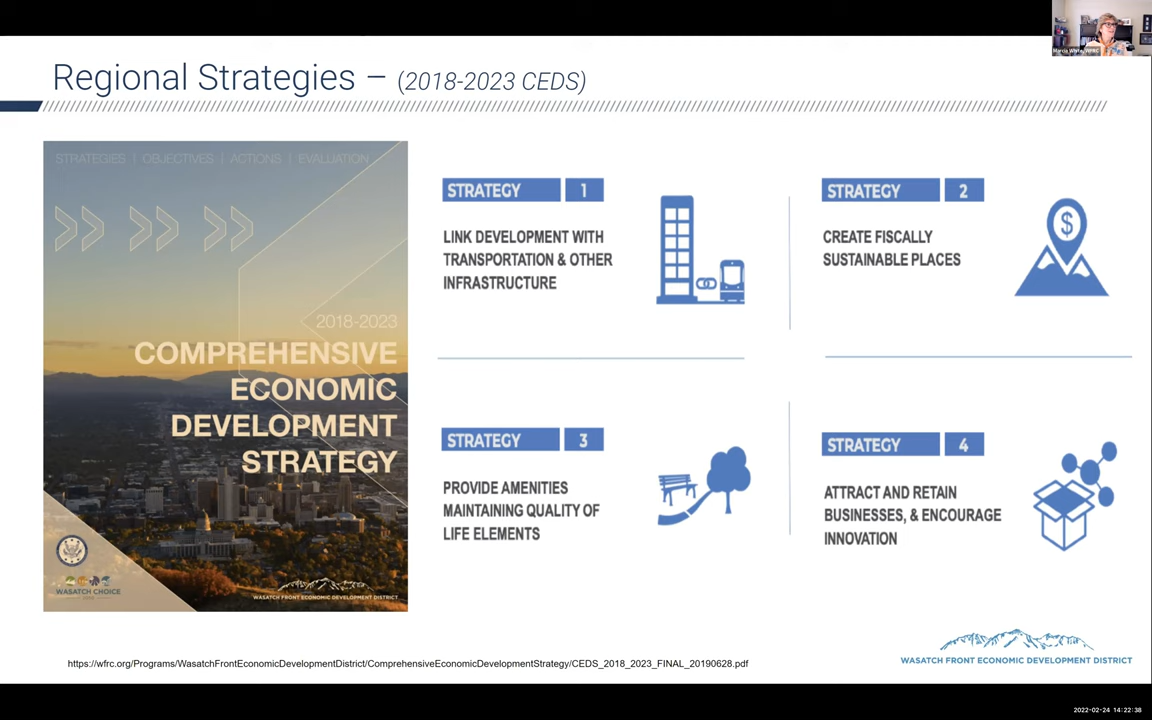 Marcia White, WFRC
Regional Strategies – (2018-2023 CEDS)
STRATEGIES | OBJECTIVES | ACTIONS | EVALUATION
2018-2023
COMPREHENSIVE
ECONOMIC
DEVELOPMENT
STRATEGY
WASATCH CHOICE
WASATCH FRONT ECONOMIC DEVELOPMENT DISTRICT
STRATEGY 1
LINK DEVELOPMENT WITH
TRANSPORTATION & OTHER
INFRASTRUCTURE
STRATEGY 2
CREATE FISCALLY
SUSTAINABLE PLACES
$
STRATEGY 3
PROVIDE AMENITIES
MAINTAINING QUALITY OF
LIFE ELEMENTS
STRATEGY 4
ATTRACT AND RETAIN
BUSINESSES, & ENCOURAGE
INNOVATION
https://wfrc.org/Programs/WasatchFrontEconomicDevelopmentDistrict/ComprehensiveEconomicDevelopmentStrategy/CEDS_2018_2023_FINAL_20190628.pdf
WASATCH FRONT ECONOMIC DEVELOPMENT DISTRICT
2022-02-24 14:22:38